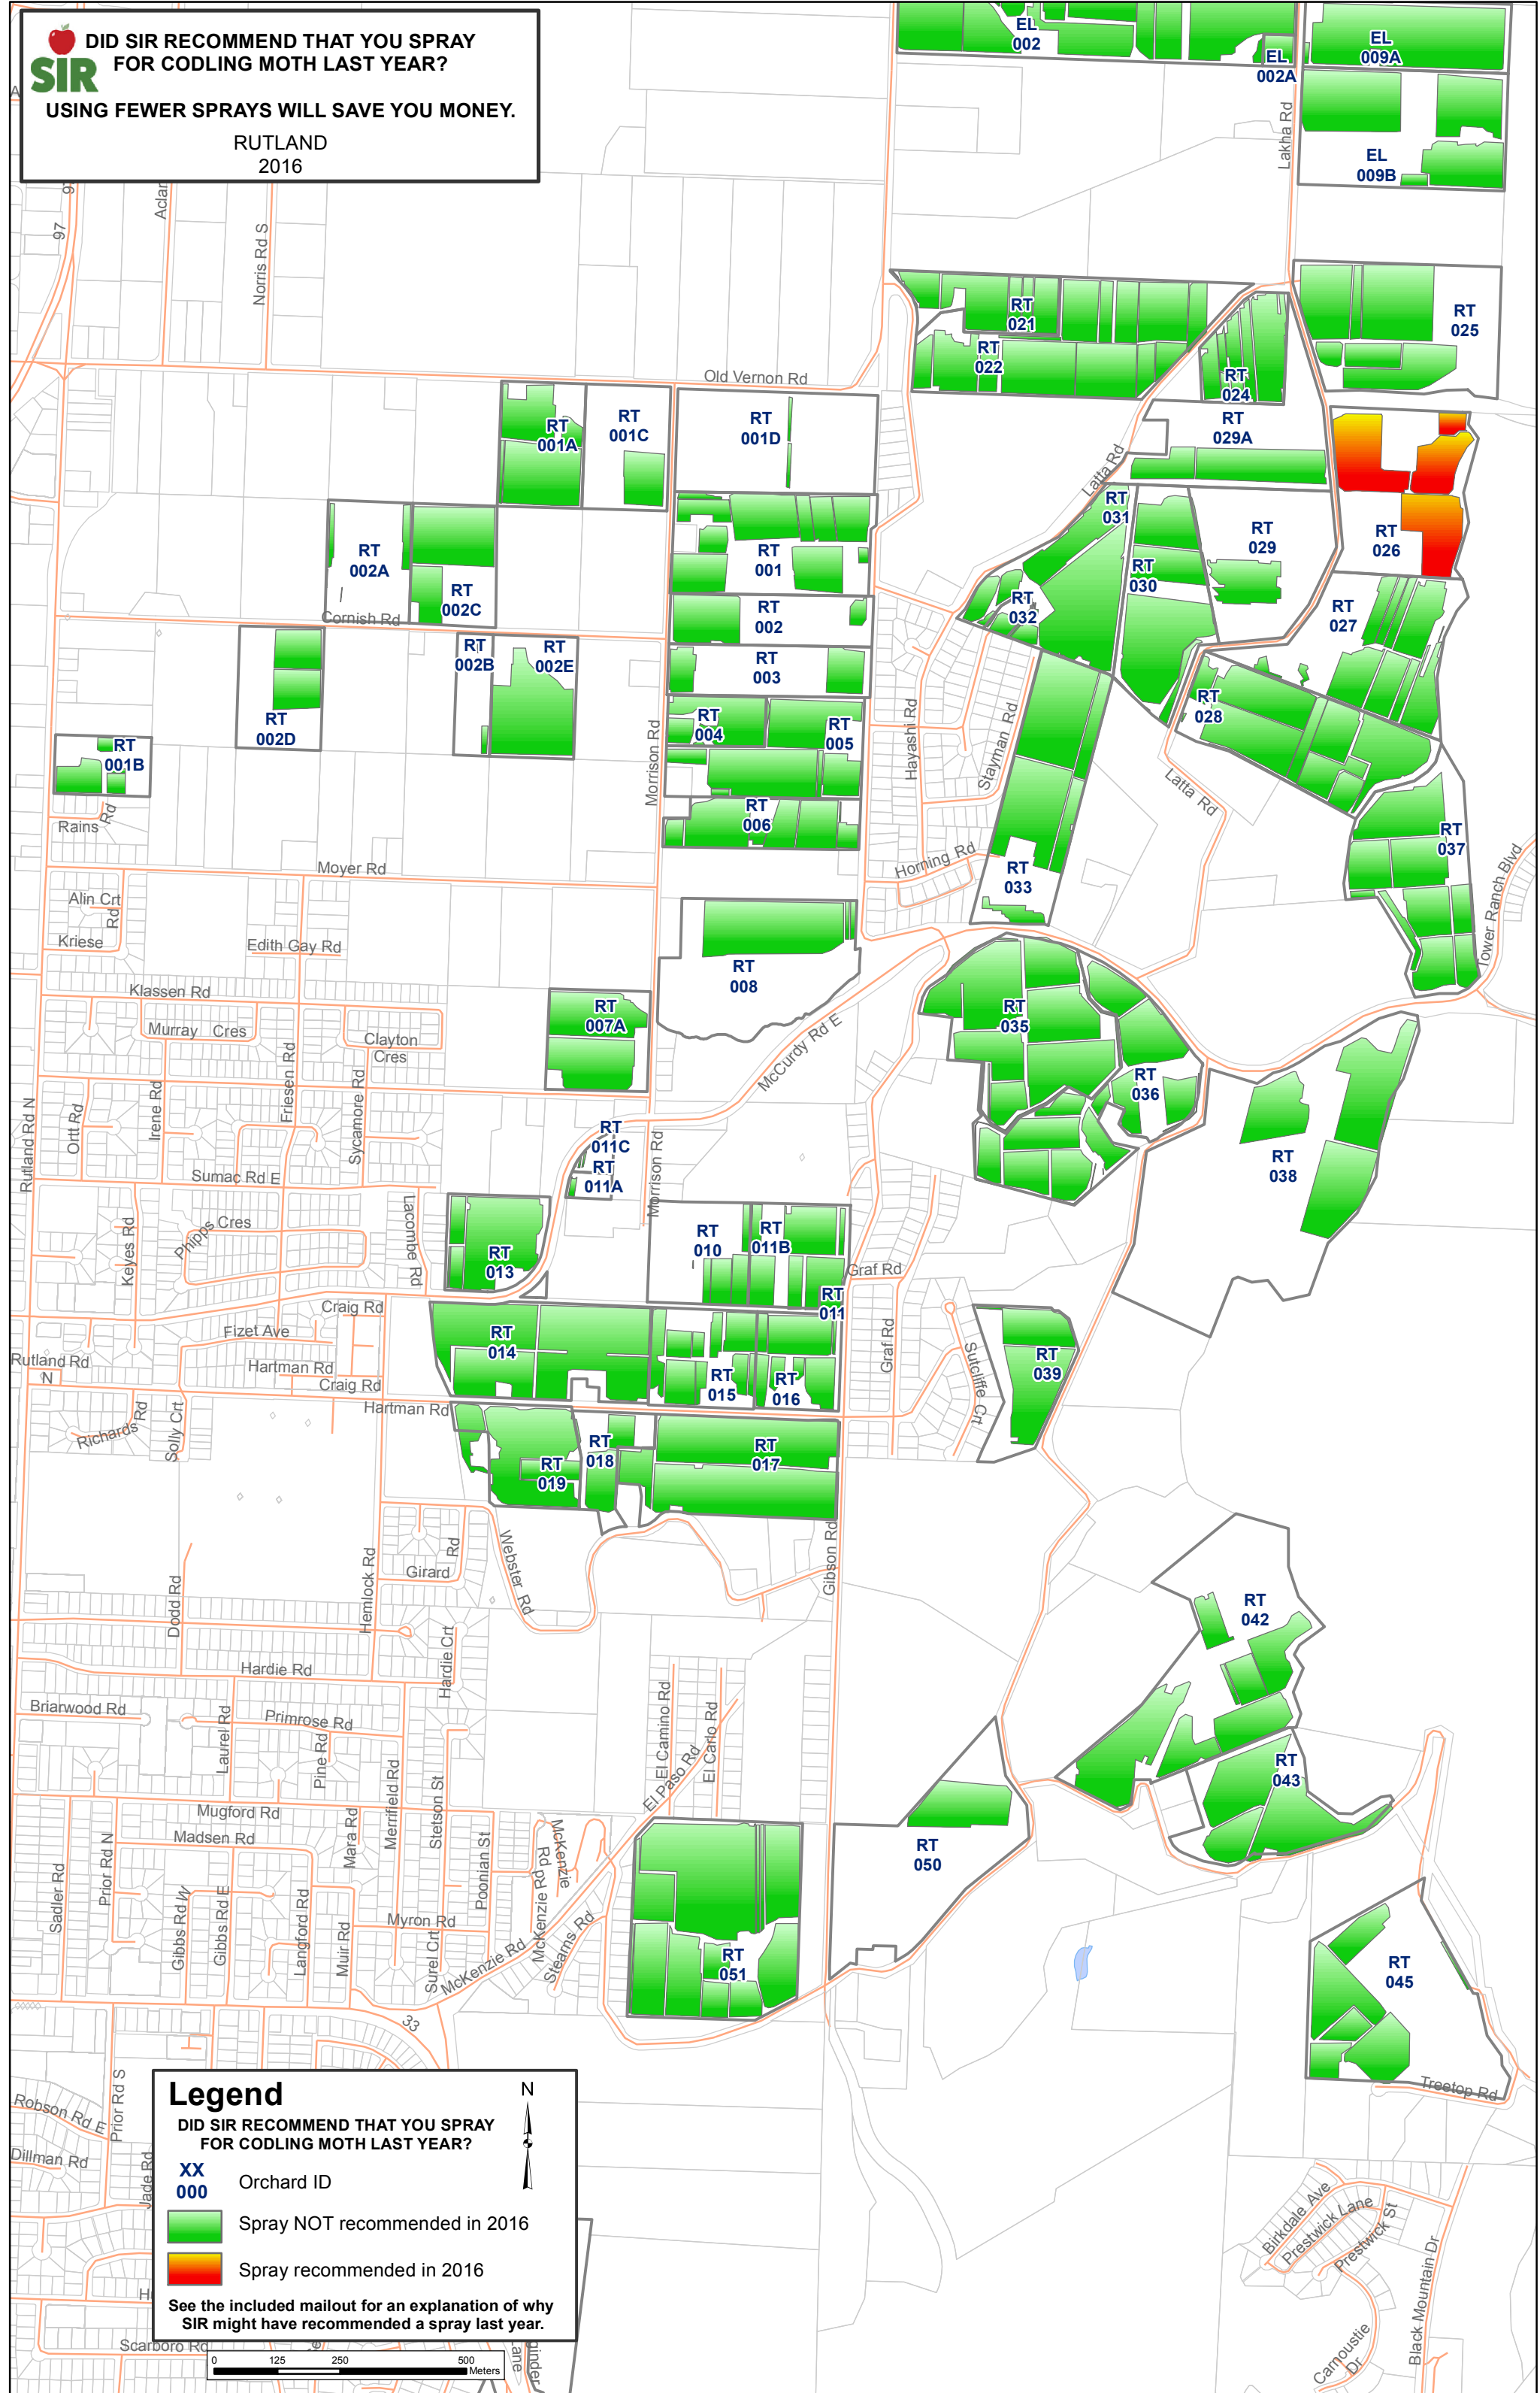 DID SIR RECOMMEND THAT YOU SPRAY
FOR CODLING MOTH LAST YEAR?
SIR
USING FEWER SPRAYS WILL SAVE YOU MONEY.
RUTLAND
2016
EL
002
EL
002A
EL
009A
EL
009B
Lakha Rd
97
Norris Rd S
Old Vernon Rd
RT
021
RT
022
RT
024
RT
025
RT
029A
RT
001A
RT
001C
RT
001D
Latta Rd
RT
031
RT
029
RT
026
RT
030
RT
027
RT
032
RT
002A
RT
002C
RT
001
RT
002
RT
003
Cornish Rd
RT
002B
RT
002E
RT
002D
RT
001B
RT
004
RT
005
RT
006
RT
028
Morrison Rd
Hayashi Rd
Stayman Rd
Latta Rd
Rains Rd
Moyer Rd
Horning Rd
RT
033
RT
037
Tower Ranch Blvd
Alin Crt
Rd
Kriese
Edith Gay Rd
RT
008
Klassen Rd
Murray Cres
Clayton
Cres
RT
007A
RT
035
RT
036
RT
038
McCurdy Rd E
Rutland Rd N
Ortt Rd
Irene Rd
Friesen Rd
Sycamore Rd
RT
011C
RT
011A
Morrison Rd
Sumac Rd E
Keyes Rd
Phipps Cres
Lacombe Rd
RT
013
RT
010
RT
011B
RT
011
Graf Rd
Craig Rd
Fizet Ave
Hartman Rd
Craig Rd
Rutland Rd
N
RT
014
RT
015
RT
016
Graf Rd
Sutcliffe Crt
RT
039
Hartman Rd
Richards Rd
Solly Crt
RT
019
RT
018
RT
017
Gibson Rd
Webster Rd
Girard Rd
Dodd Rd
Hemlock Rd
Hardie Crt
Hardie Rd
RT
042
Briarwood Rd
Laurel Rd
Primrose Rd
Pine Rd
El Camino Rd
El Carlo Rd
El Paso Rd
RT
043
Mugford Rd
Madsen Rd
Mara Rd
Merrifield Rd
Stetson St
Poonian St
McKenzie
Rd
McKenzie Rd
RT
050
Sadler Rd
Prior Rd N
Gibbs Rd W
Gibbs Rd E
Langford Rd
Muir Rd
Myron Rd
Surel Crt
McKenzie Rd
Stearns Rd
RT
051
RT
045
33
Treetop Rd
Prior Rd S
Robson Rd E
Dillman Rd
Jade Rd
Legend
N
DID SIR RECOMMEND THAT YOU SPRAY
FOR CODLING MOTH LAST YEAR?
XX
000
Orchard ID
Spray NOT recommended in 2016
Spray recommended in 2016
See the included mailout for an explanation of why
SIR might have recommended a spray last year.
Birkdale Ave
Prestwick Lane
Prestwick St
Black Mountain Dr
Carnoustie
Dr
Scarboro Rd
0 125 250 500
Meters